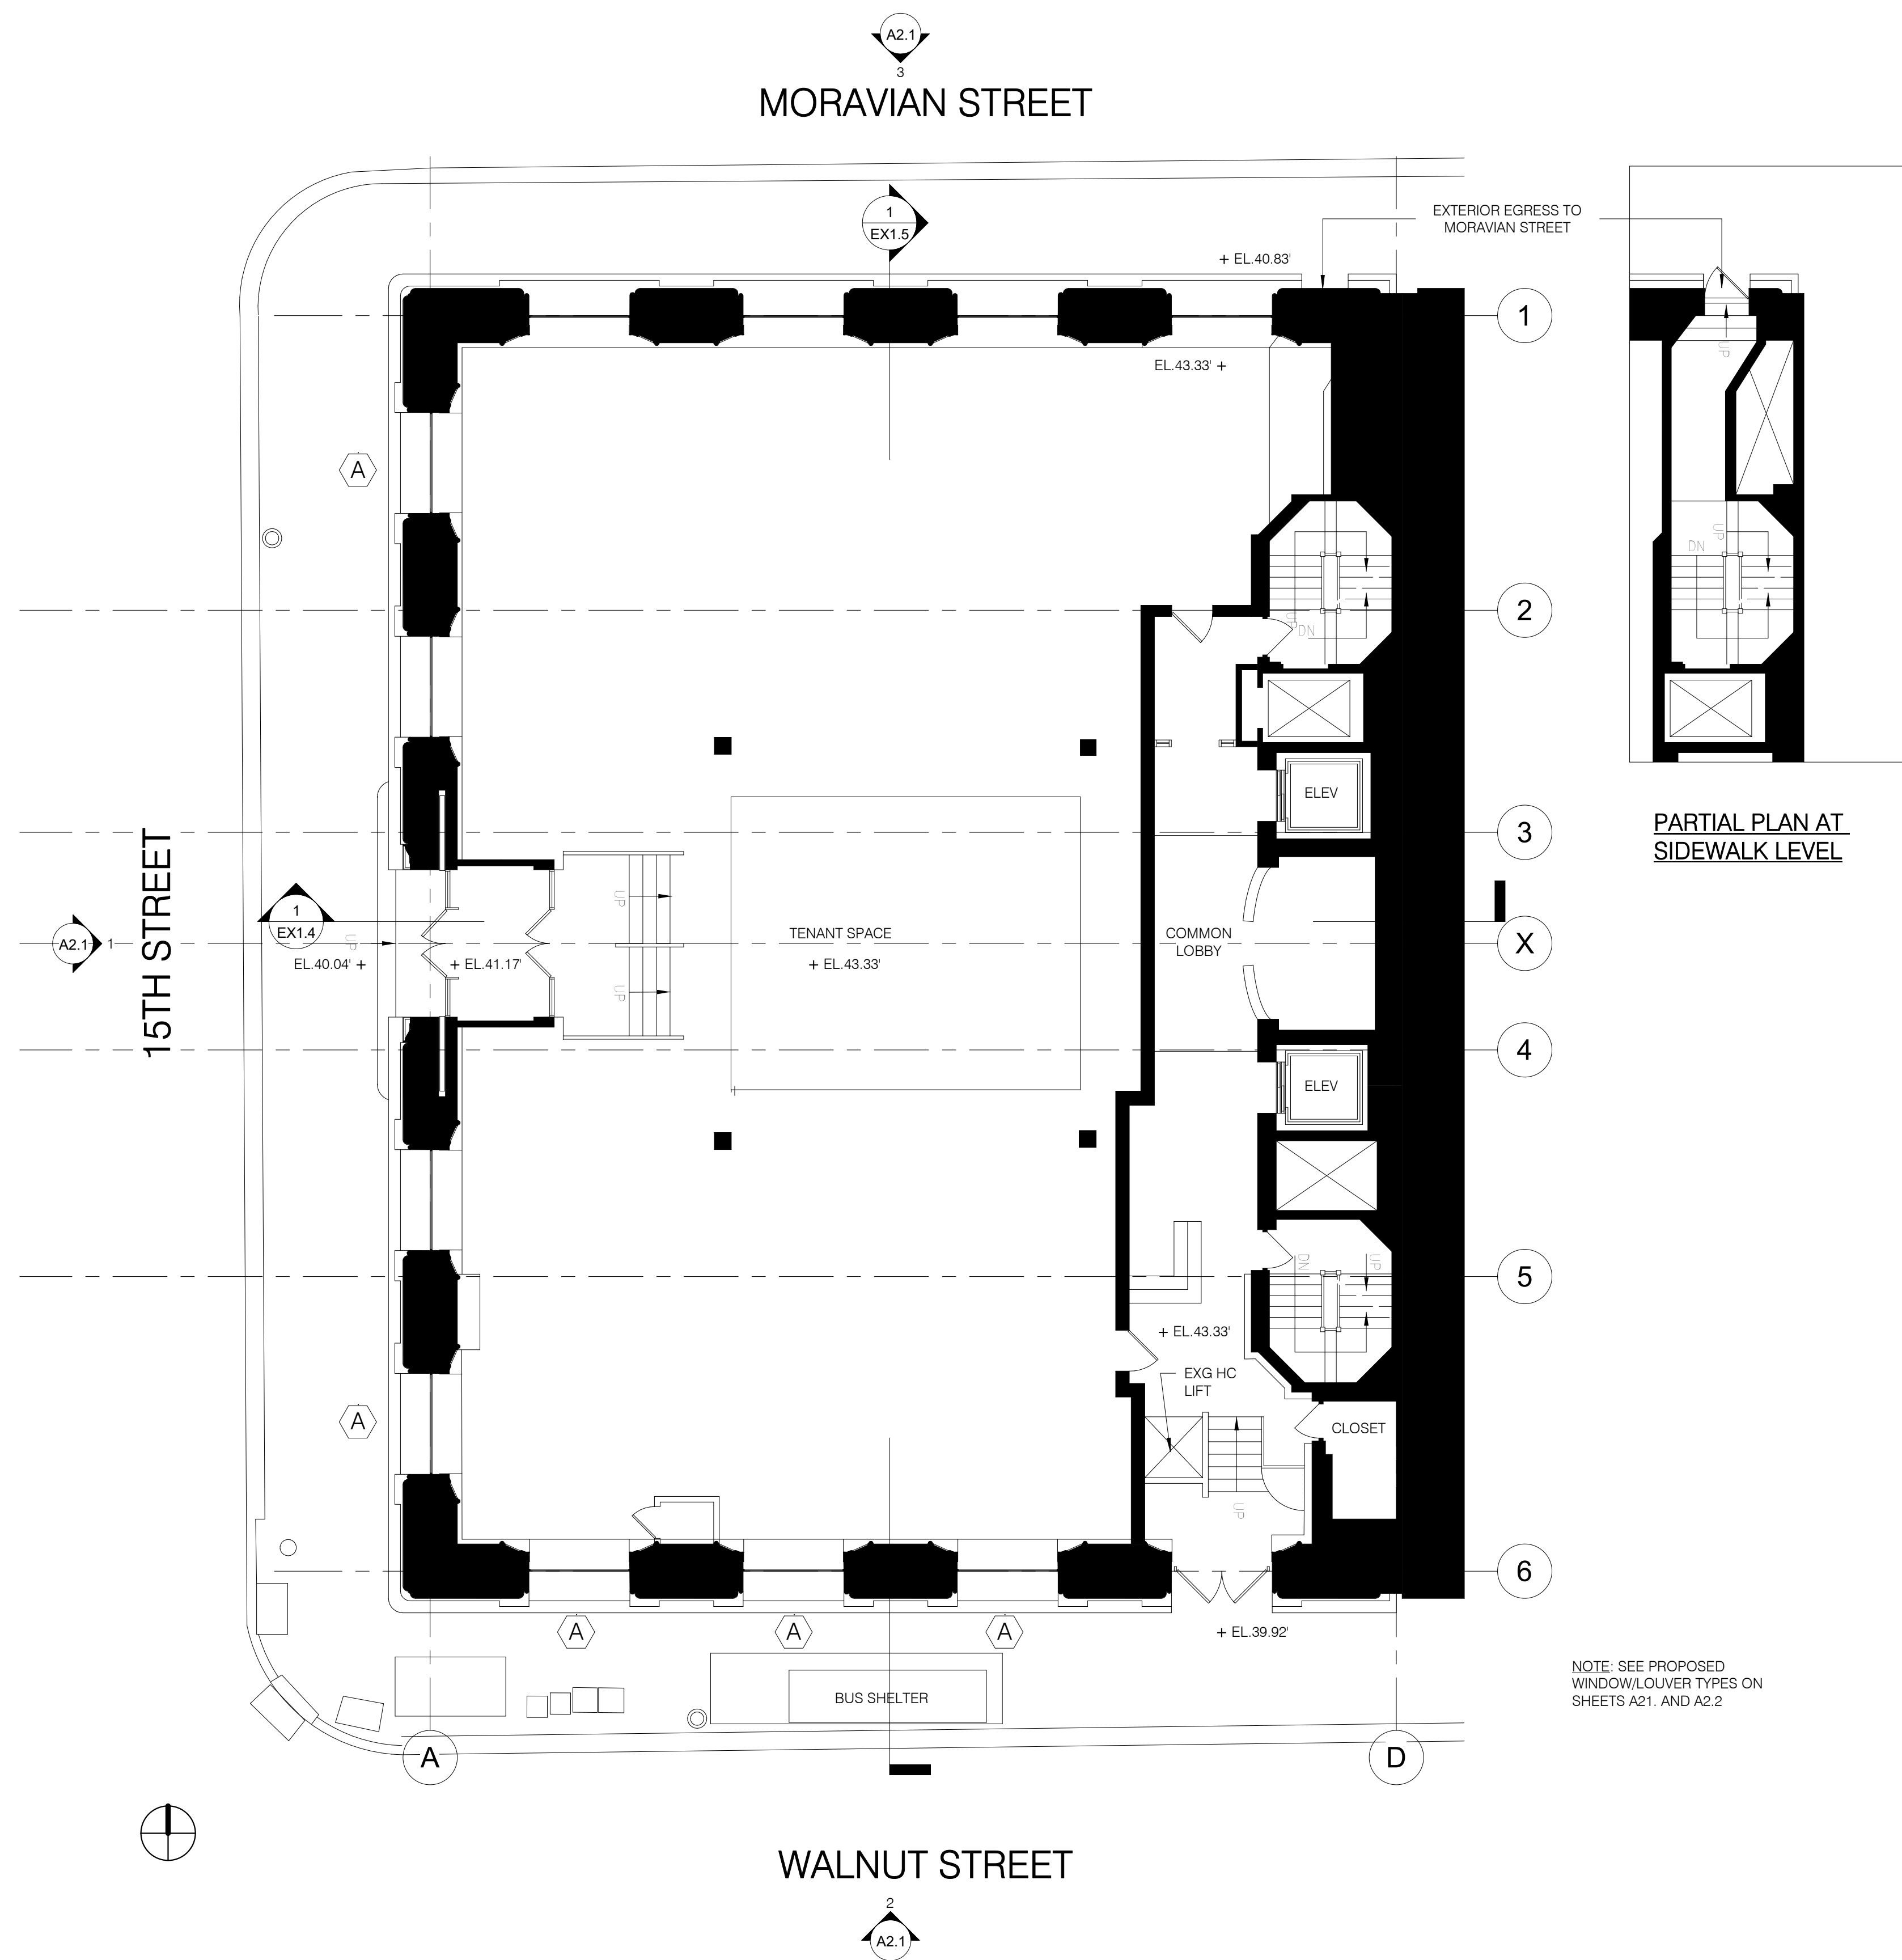 A2.1
3
MORAVIAN STREET
1
EX1.5
EXTERIOR EGRESS TO
MORAVIAN STREET
+ EL.40.83'
1
EL.43.33' +
UP
A
UP
DN
2
UP
DN
ELEV
3
PARTIAL PLAN AT
SIDEWALK LEVEL
15TH STREET
UP
1
EX1.4
A2.1
1
UP
EL.40.04' +
+ EL.41.17'
TENANT SPACE
+ EL.43.33'
COMMON
LOBBY
X
UP
4
ELEV
DN
UP
5
+ EL.43.33'
EXG HC
LIFT
A
CLOSET
UP
6
A
A
A
+ EL.39.92'
NOTE: SEE PROPOSED
WINDOW/LOUVER TYPES ON
SHEETS A21. AND A2.2
BUS SHELTER
A
D
WALNUT STREET
2
A2.1